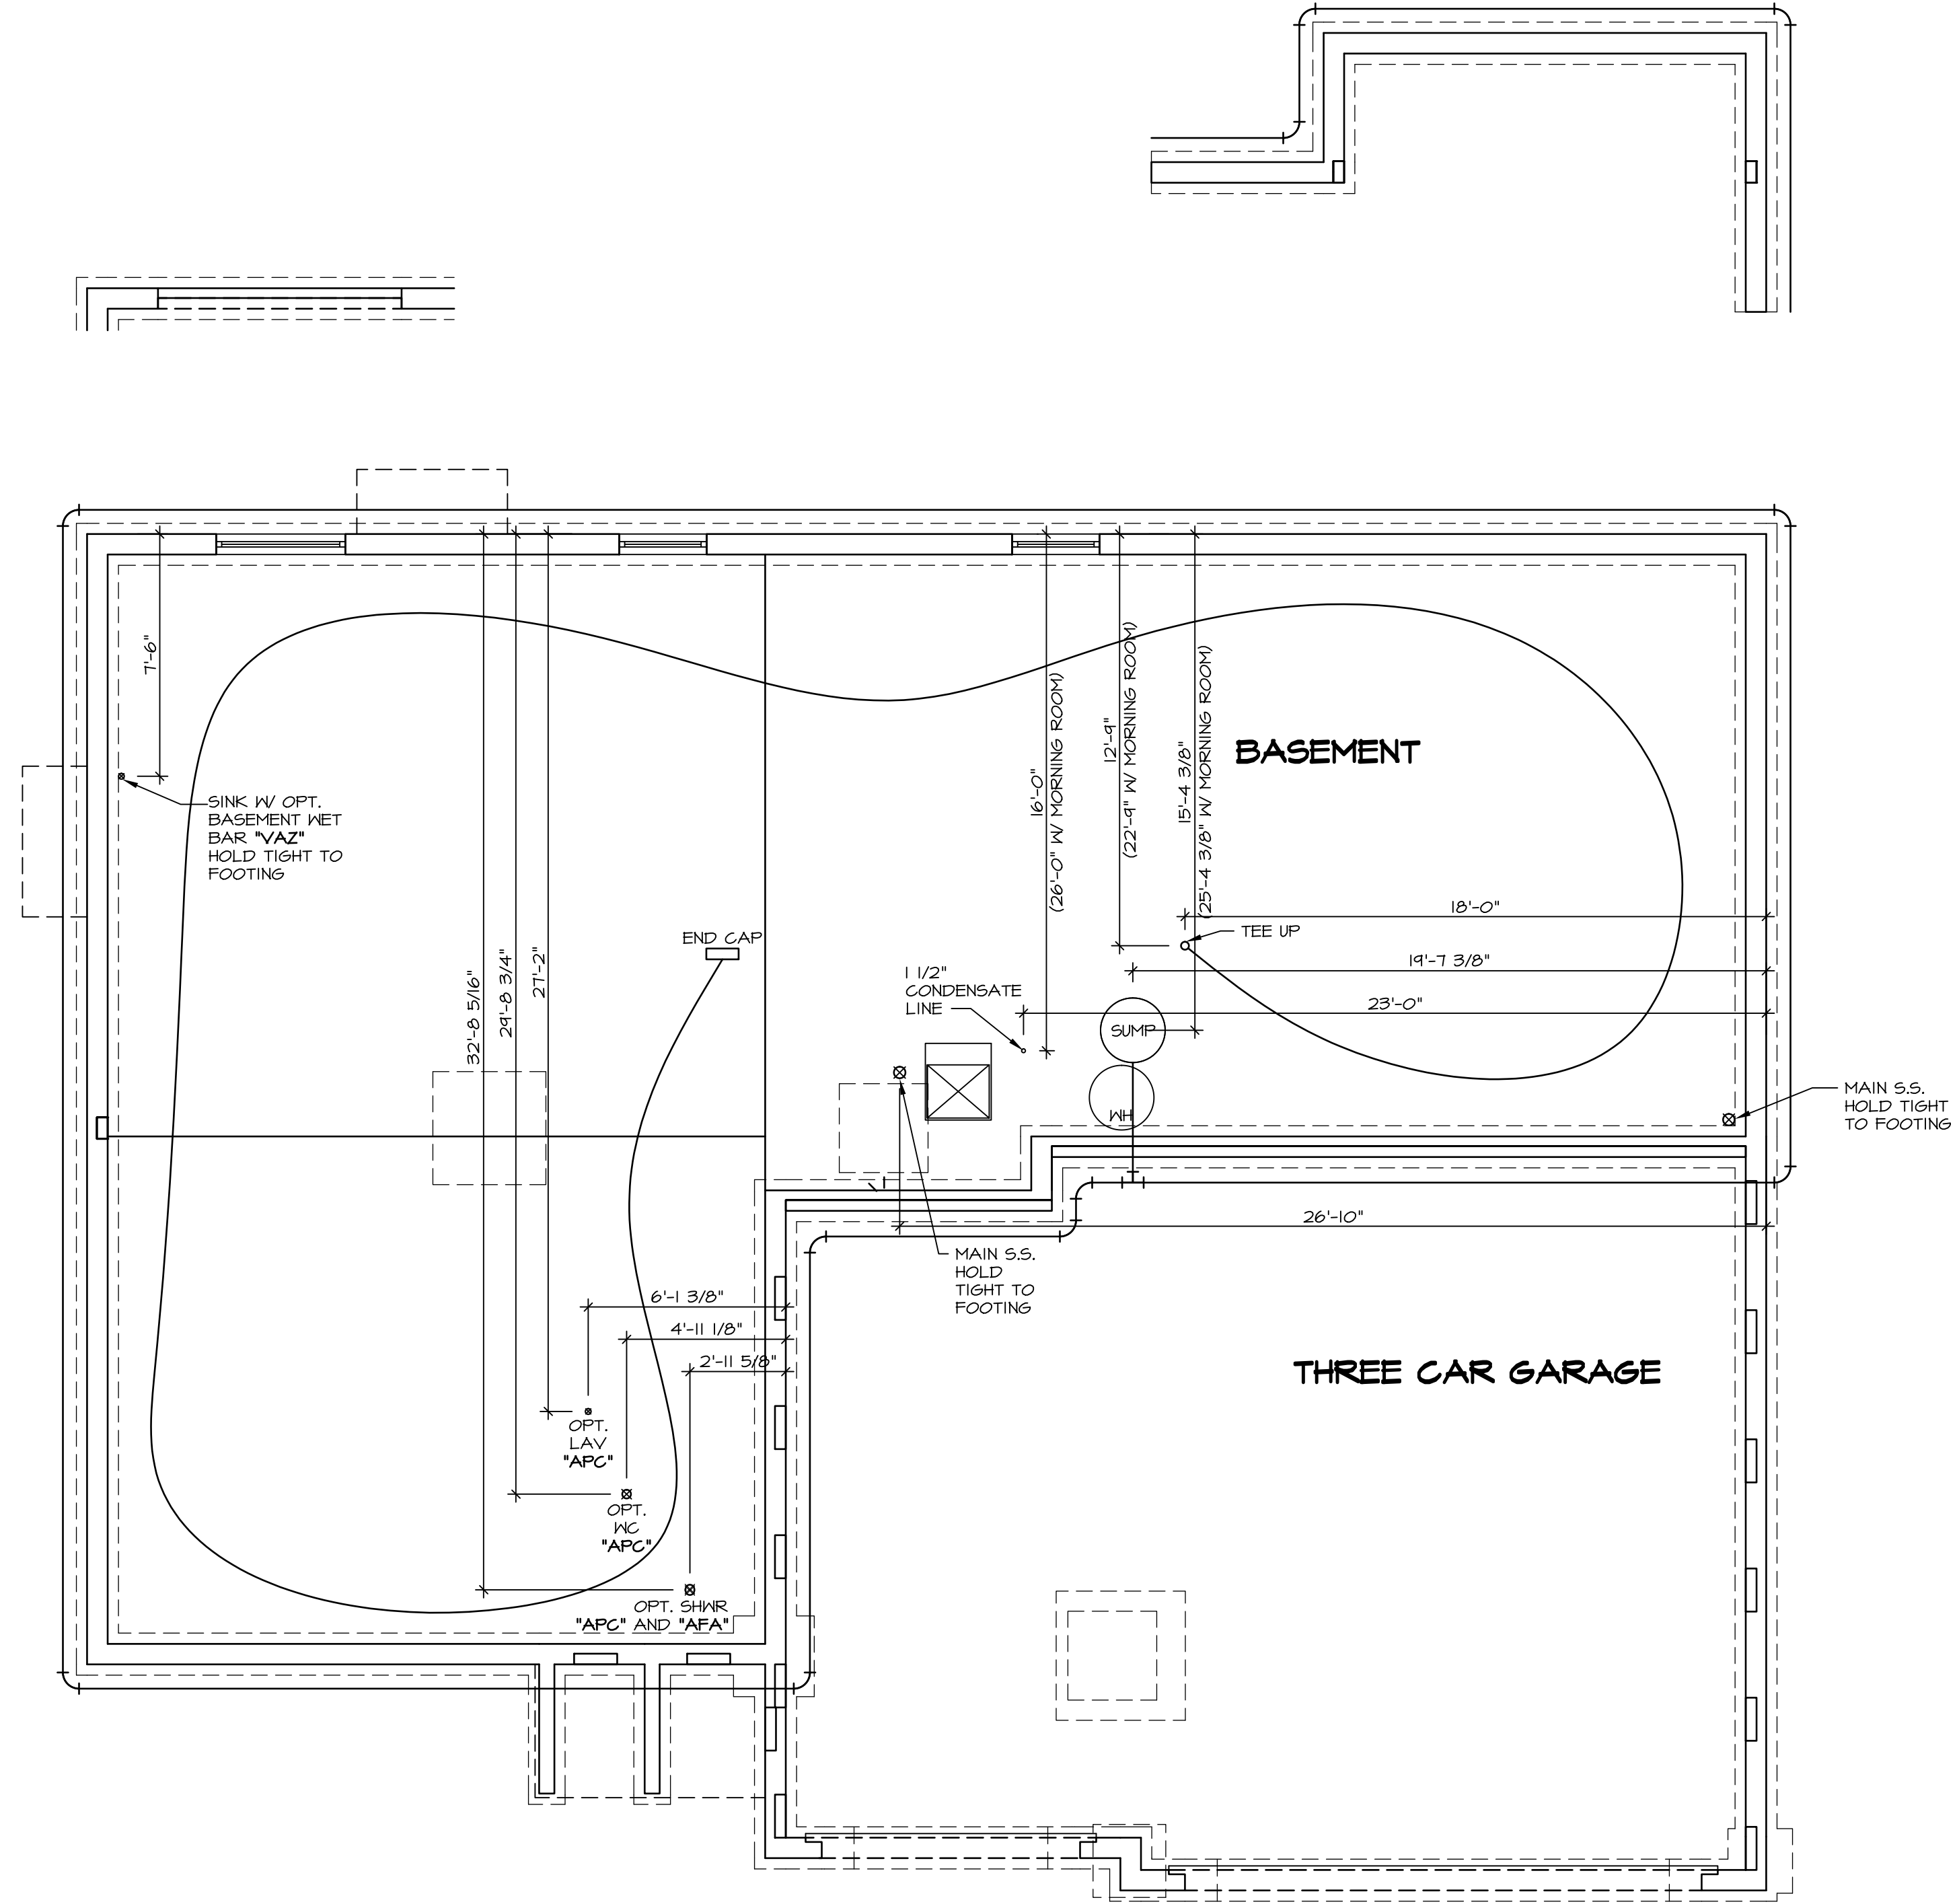 7'-6"
SINK W/ OPT.
BASEMENT WET
BAR "VAZ"
HOLD TIGHT TO
FOOTING
32'-8 5/16"
29'-8 3/4"
27'-2"
END CAP
16'-0"
(26'-0" W/ MORNING ROOM)
12'-9"
(22'-9" W/ MORNING ROOM)
15'-4 3/8"
(25'-4 3/8" W/ MORNING ROOM)
BASEMENT
18'-0"
TEE UP
19'-7 3/8"
23'-0"
1 1/2"
CONDENSATE
LINE
SUMP
WH
MAIN S.S.
HOLD TIGHT
TO FOOTING
26'-10"
MAIN S.S.
HOLD
TIGHT TO
FOOTING
6'-1 3/8"
4'-11 1/8"
2'-11 5/8"
THREE CAR GARAGE
OPT.
LAV
"APC"
OPT.
WC
"APC"
OPT. SHWR
"APC" AND "AFA"